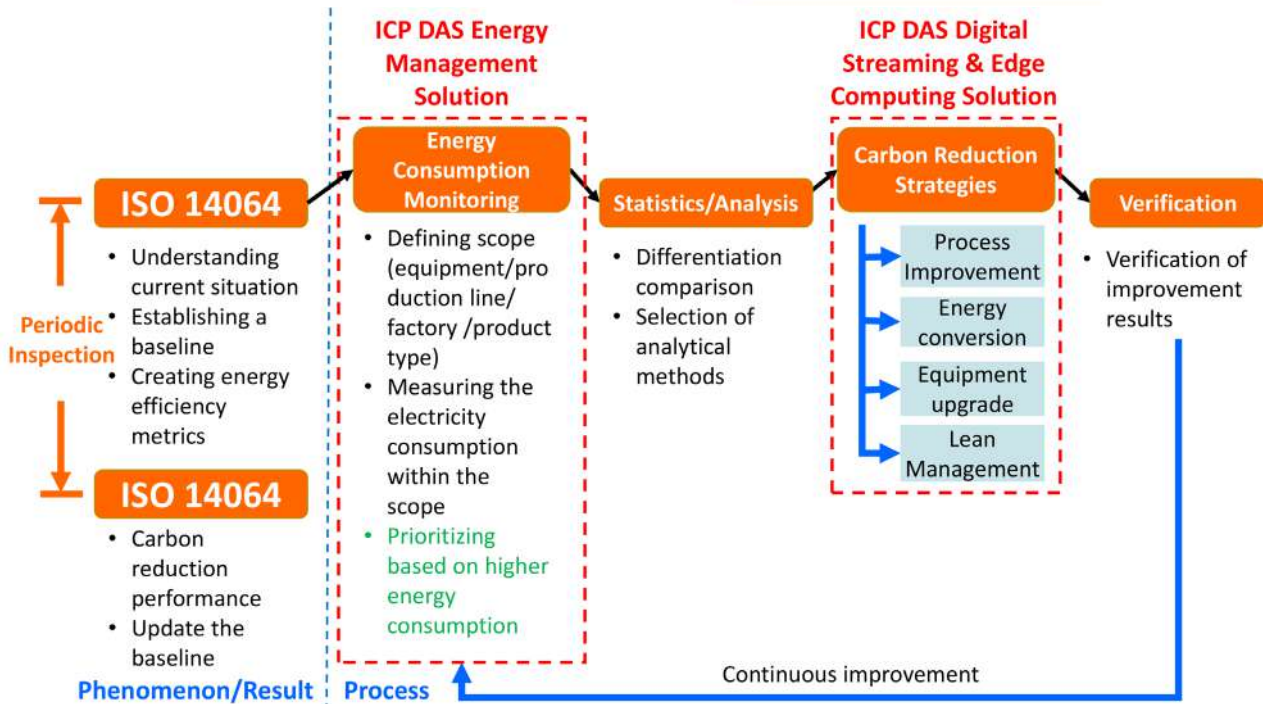 ICP DAS Energy
Management
Solution
ICP DAS Digital
Streaming & Edge
Computing Solution
Periodic
Inspection
ISO 14064
• Understanding
current situation
• Establishing a
baseline
• Creating energy
efficiency
metrics
ISO 14064
• Carbon
reduction
performance
• Update the
baseline
Phenomenon/Result
Energy
Consumption
Monitoring
• Defining scope
(equipment/pro
duction line/
factory /product
type)
• Measuring the
electricity
consumption
within the
scope
• Prioritizing
based on higher
energy
consumption
Process
Statistics/Analysis
• Differentiation
comparison
• Selection of
analytical
methods
Carbon Reduction
Strategies
Process
Improvement
Energy
conversion
Equipment
upgrade
Lean
Management
Verification
• Verification of
improvement
results
Continuous improvement